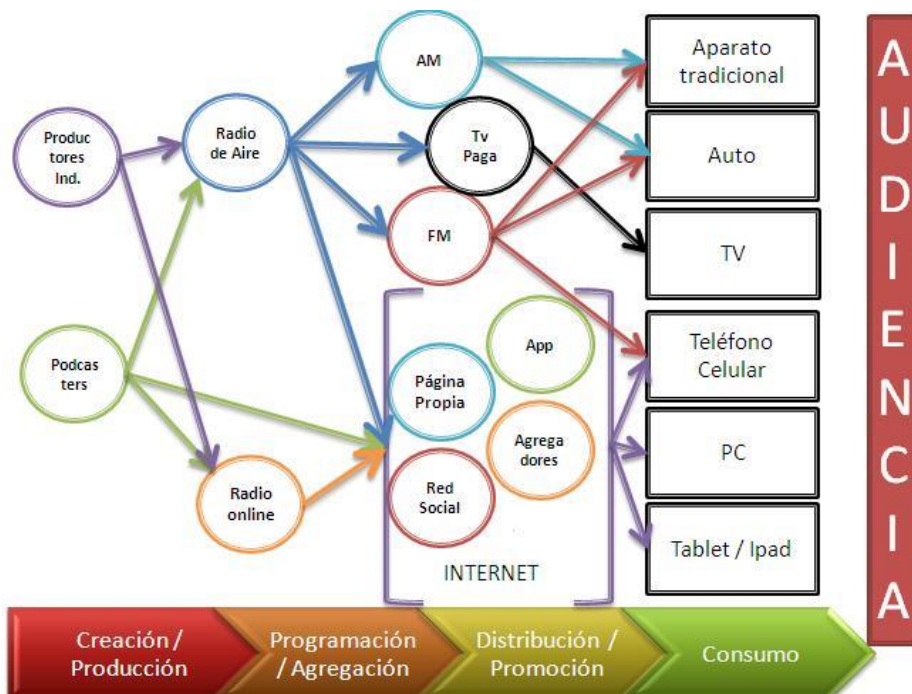 Produc
tores
Ind.
Podcas
ters
Radio
de Aire
Radio
online
AM
Tv
Paga
FM
App
Página
Propia
Agrega
dores
Red
Social
INTERNET
Aparato
tradicional
Auto
TV
Teléfono
Celular
PC
Tablet / Ipad
AUDIENCIA
Creación /
Producción
Programación
/ Agregación
Distribución /
Promoción
Consumo